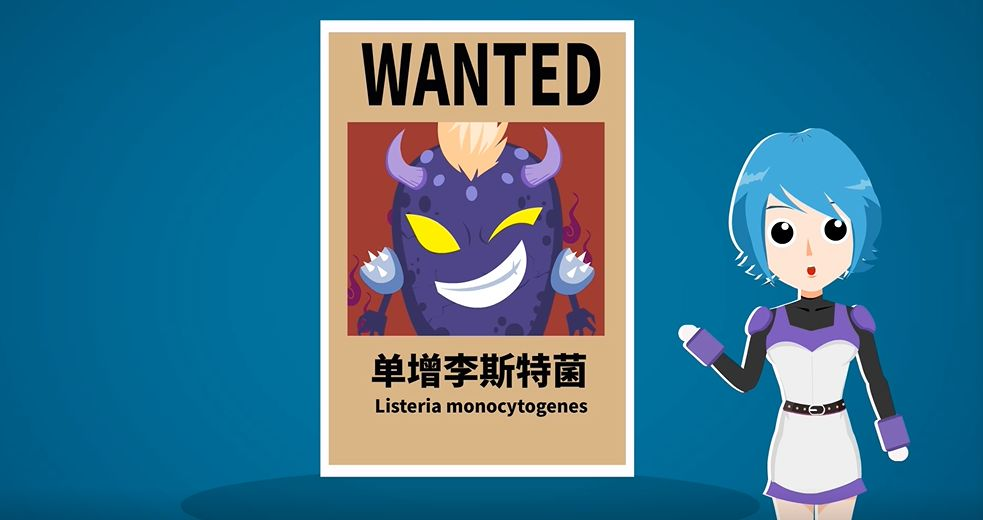 WANTED
单增李斯特菌
Listeria monocytogenes